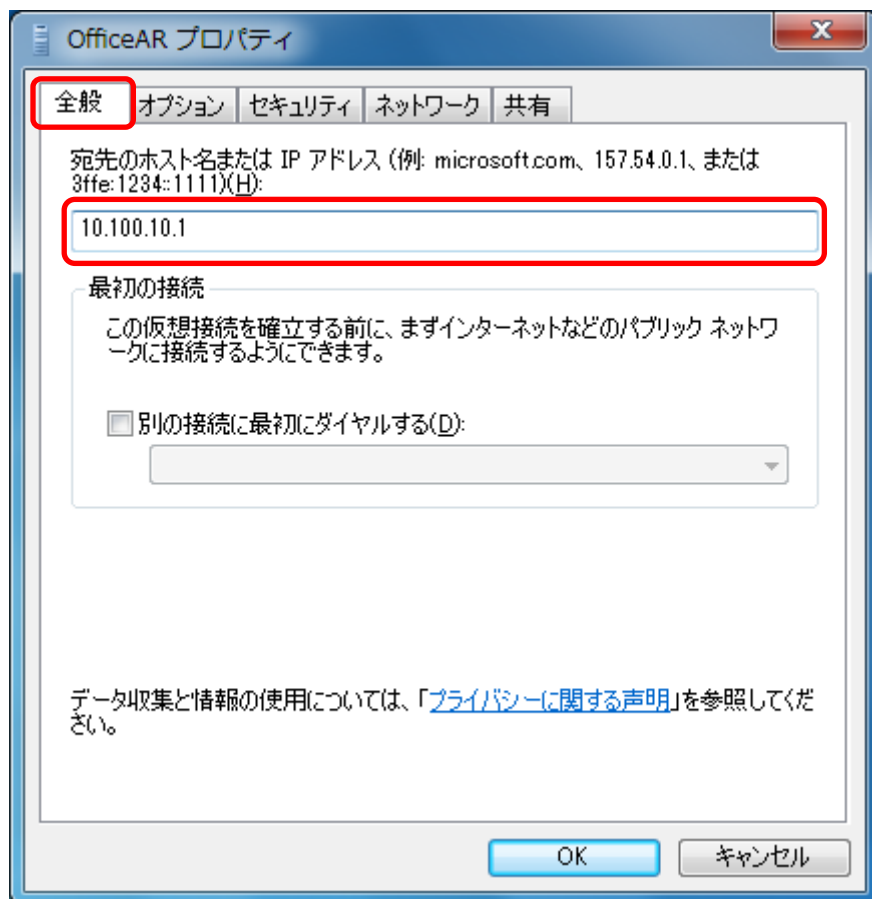 OfficeAR プロパティ
x
全般 オプション セキュリティ ネットワーク 共有
宛先のホスト名または IP アドレス (例: microsoft.com、157.54.0.1、または
3ffe:1234::1111)(H):
10.100.10.1
最初の接続
この仮想接続を確立する前に、まずインターネットなどのパブリック ネットワ
ークに接続するようにできます。
別の接続に最初にダイヤルする(D):
データ収集と情報の使用については、「プライバシーに関する声明」を参照してくだ
さい。
OK キャンセル